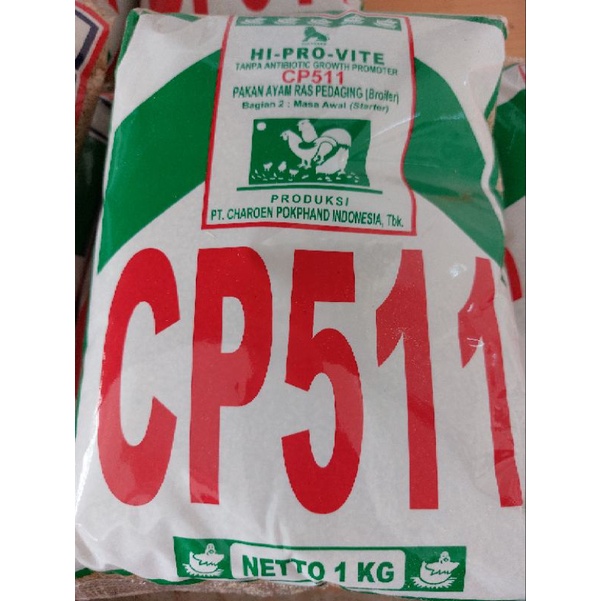 HI-PRO-VITE
TANPA ANTIBIOTIC GROWTH PROMOTER
CP511
PAKAN AYAM RAS PEDAGING (Broiler)
Bagian 2 : Masa Awal (Starter)
PRODUKSI
PT. CHAROEN POKPHAND INDONESIA, Tbk.
CP511
NETTO 1 KG